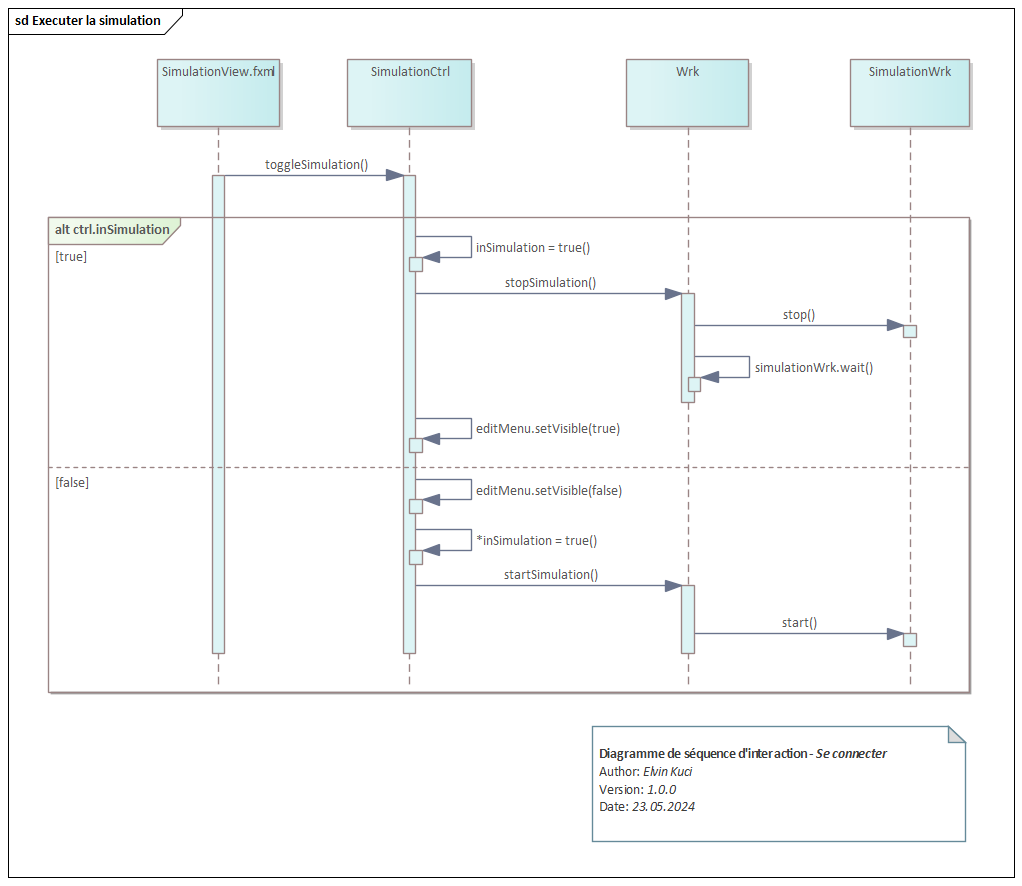 sd Executer la simulation
SimulationView.fxml
SimulationCtrl
Wrk
SimulationWrk
toggleSimulation()
alt ctrl.inSimulation
[true]
inSimulation = true()
stopSimulation()
stop()
simulationWrk.wait()
editMenu.setVisible(true)
[false]
editMenu.setVisible(false)
*inSimulation = true()
startSimulation()
start()
Diagramme de séquence d'interaction - Se connecter
Author: Elvin Kuci
Version: 1.0.0
Date: 23.05.2024